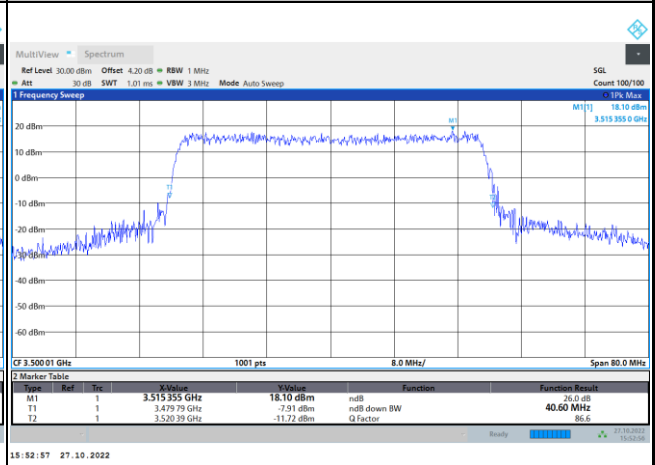 MultiView Spectrum
Ref Level 30.00 dBm Offset 4.20 dB RBW 1 MHz SGL
Att 30 dB SWT 1.01 ms VBW 3 MHz Mode Auto Sweep Count 100/100
1 Frequency Sweep 1Pk Max
M1[1] 18.10 dBm
3.515 355 0 GHz
M1
20 dBm
10 dBm
0 dBm
T1
-10 dBm
-20 dBm
-30 dBm
-40 dBm
-50 dBm
-60 dBm
CF 3.500 01 GHz 1001 pts 8.0 MHz/ Span 80.0 MHz
2 Marker Table
Type Ref Trc X-Value Y-Value Function Function Result
M1 1 3.515 355 GHz 18.10 dBm ndB 26.0 dB
T1 1 3.479 79 GHz -7.91 dBm ndB down BW 40.60 MHz
T2 1 3.520 39 GHz -11.72 dBm Q Factor 86.6
Ready 27.10.2022
15:52:56
15:52:57 27.10.2022